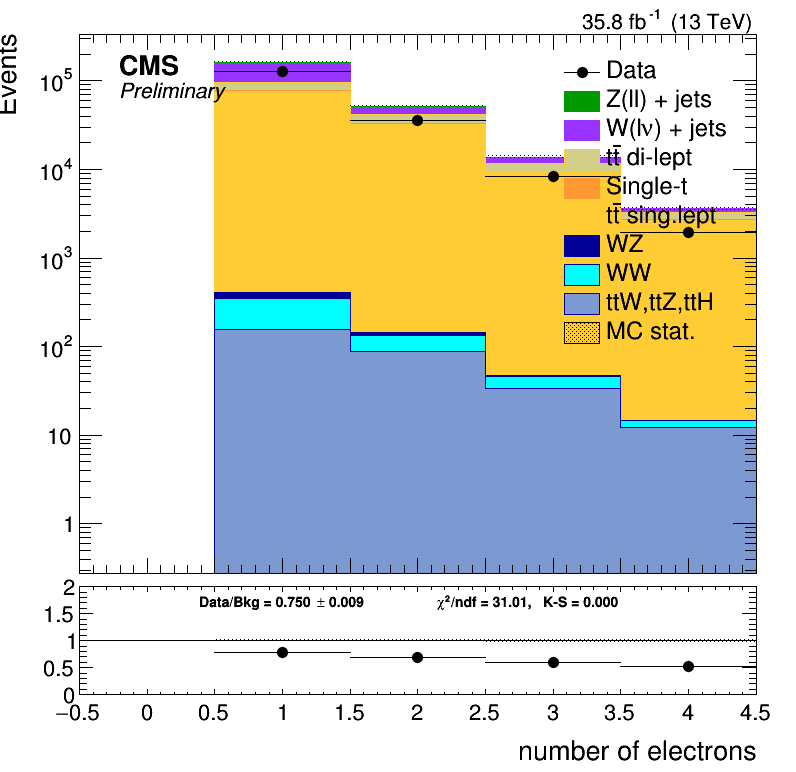 35.8 fb⁻¹ (13 TeV)
Events
CMS
Preliminary
Data
Z(ll) + jets
W(lν) + jets
tt̄ di-lept
Single-t
tt̄ sing.lept
WZ
WW
ttW,ttZ,ttH
MC stat.
10⁵
10⁴
10³
10²
10
1
Data/Bkg = 0.750 ± 0.009 χ²/ndf = 31.01, K-S = 0.000
2
1.5
1
0.5
0
−0.5 0 0.5 1 1.5 2 2.5 3 3.5 4 4.5
number of electrons